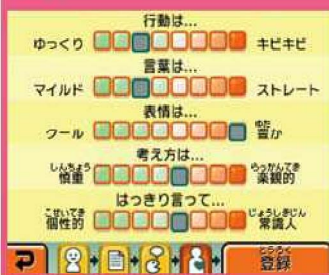 行動は...
ゆっくり キビキビ
言葉は...
マイルド ストレート
表情は...
クール 豊か
ゆた
考え方は...
しんちょう らっかんてき
慎重 楽観的
はっきり言って...
こせいてき じょうしきじん
個性的 常識人
とうろく
登録